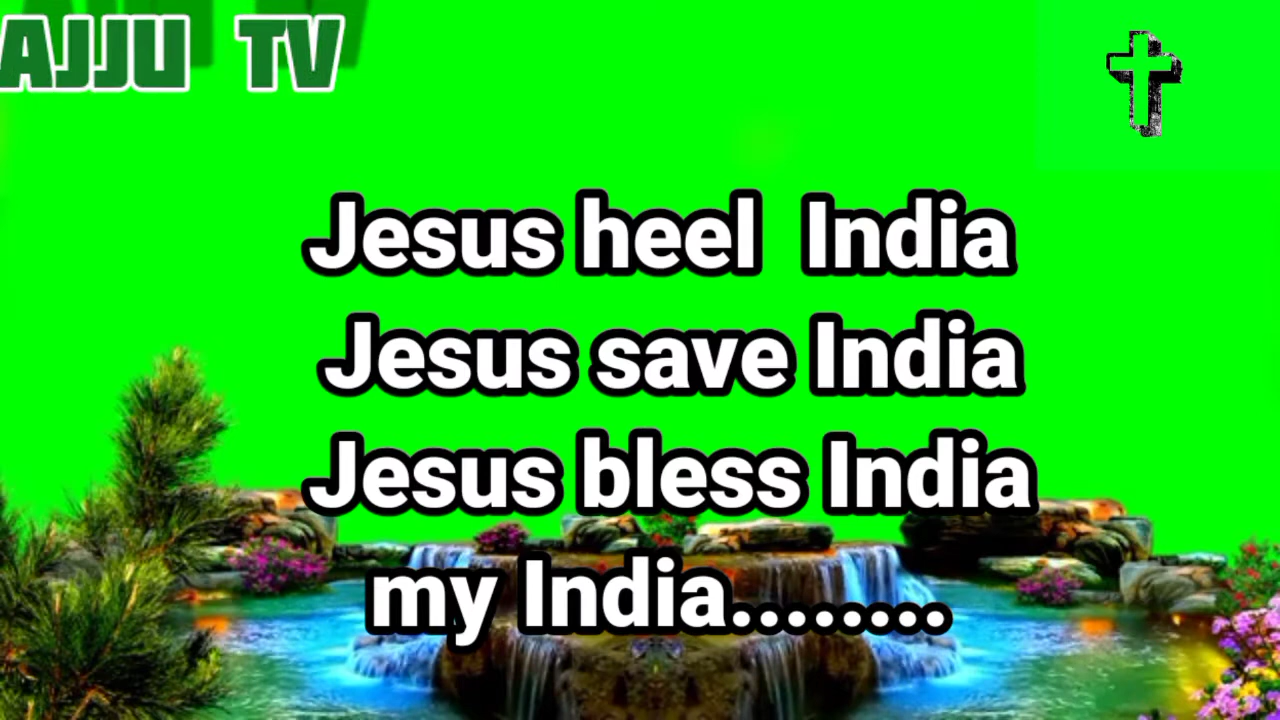 AJJU TV
Jesus heel India
Jesus save India
Jesus bless India
my India........